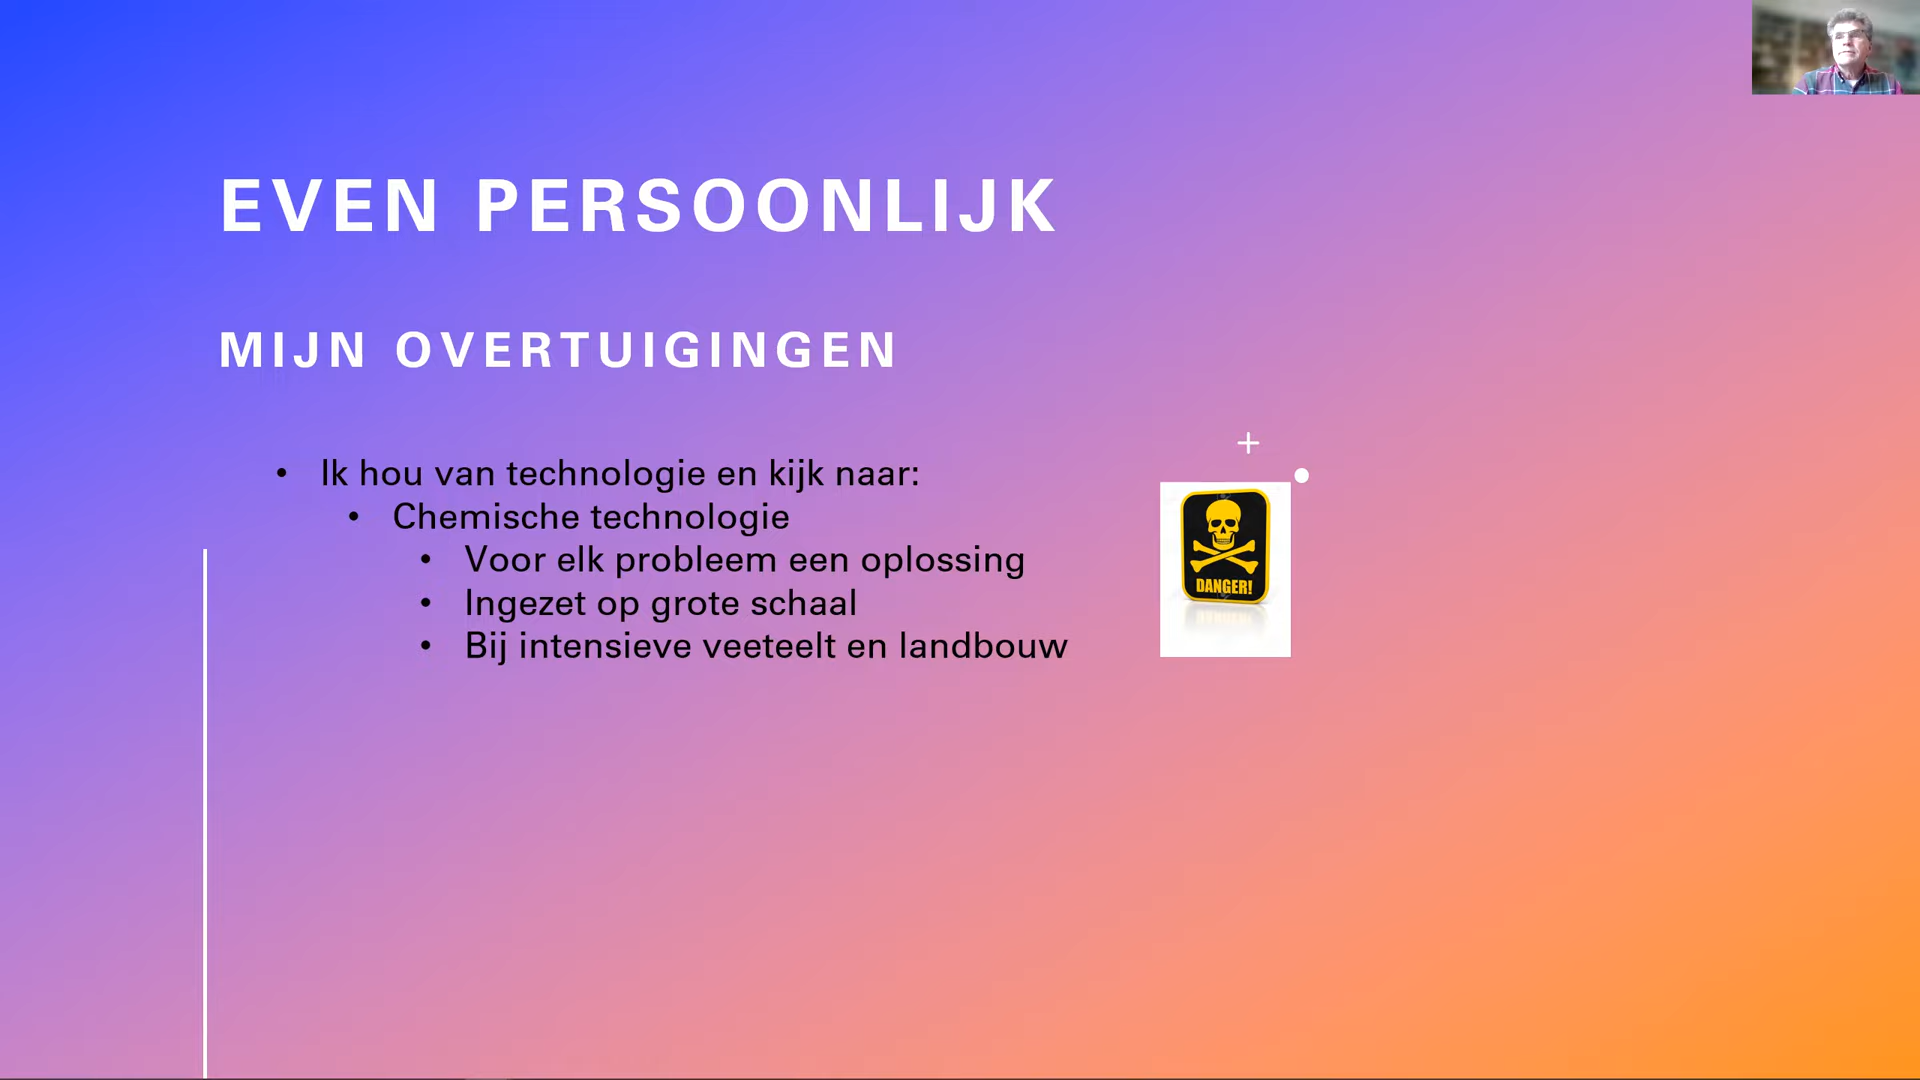 EVEN PERSOONLIJK
MIJN OVERTUIGINGEN
• Ik hou van technologie en kijk naar:
• Chemische technologie
• Voor elk probleem een oplossing
• Ingezet op grote schaal
• Bij intensieve veeteelt en landbouw
DANGER!